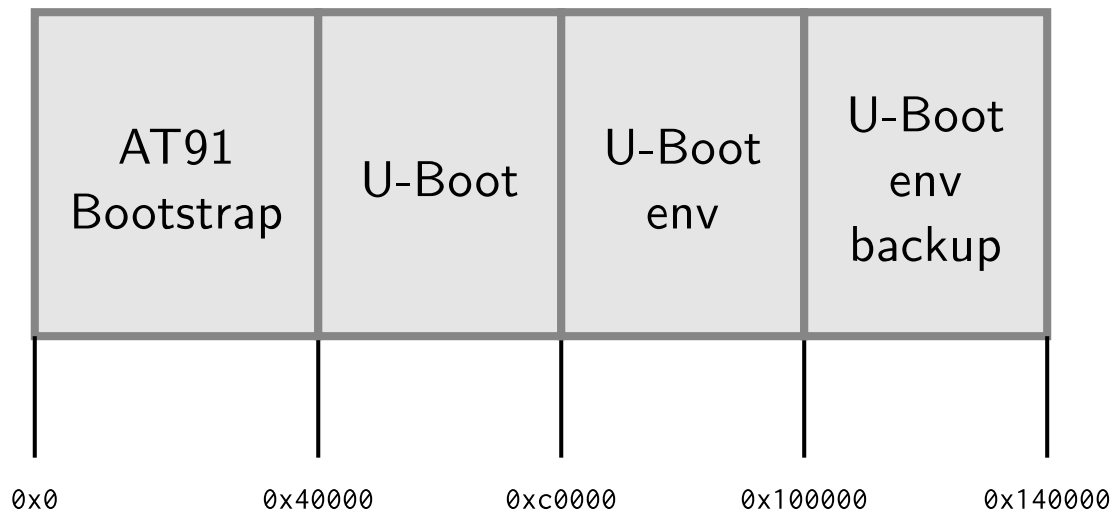 AT91
Bootstrap
U-Boot
U-Boot
env
U-Boot
env
backup
0x0
0x40000
0xc0000
0x100000
0x140000